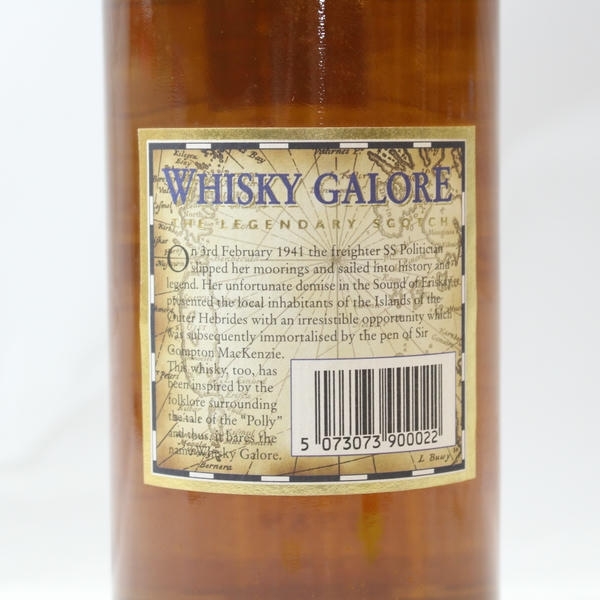 WHISKY GALORE
THE LEGENDARY SCOTCH
On 3rd February 1941 the freighter SS Politician
slipped her moorings and sailed into history and
legend. Her unfortunate demise in the Sound of Frisky
presented the local inhabitants of the Islands of the
Outer Hebrides with an irresistible opportunity which
was subsequently immortalised by the pen of Sir
Compton MacKenzie.
This whisky, too, has
been inspired by the
folklore surrounding
the tale of the "Polly"
and thus, it bares the
name Whisky Galore.
5 073073 900022
Bernera